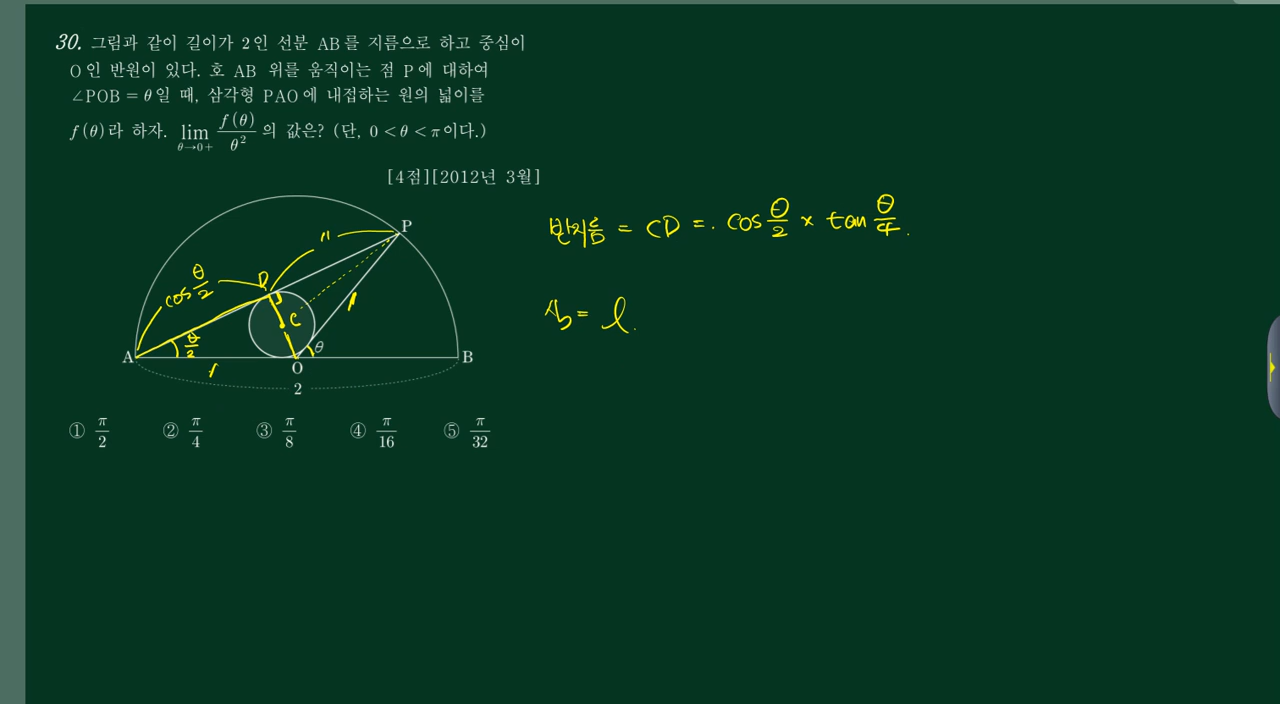 30. 그림과 같이 길이가 2인 선분 AB를 지름으로 하고 중심이
O인 반원이 있다. 호 AB 위를 움직이는 점 P에 대하여
∠POB = θ일 때, 삼각형 PAO에 내접하는 원의 넓이를
f(θ)라 하자. lim θ→0+ f(θ)/θ² 의 값은? (단, 0 < θ < π이다.)
[4점][2012년 3월]
P
〃
D
cos θ/2
1
C
θ/2
θ
A
O
B
1
2
반지름 = CD = . cos θ/2 × tan θ/4 .
① π/2 ② π/4 ③ π/8 ④ π/16 ⑤ π/32